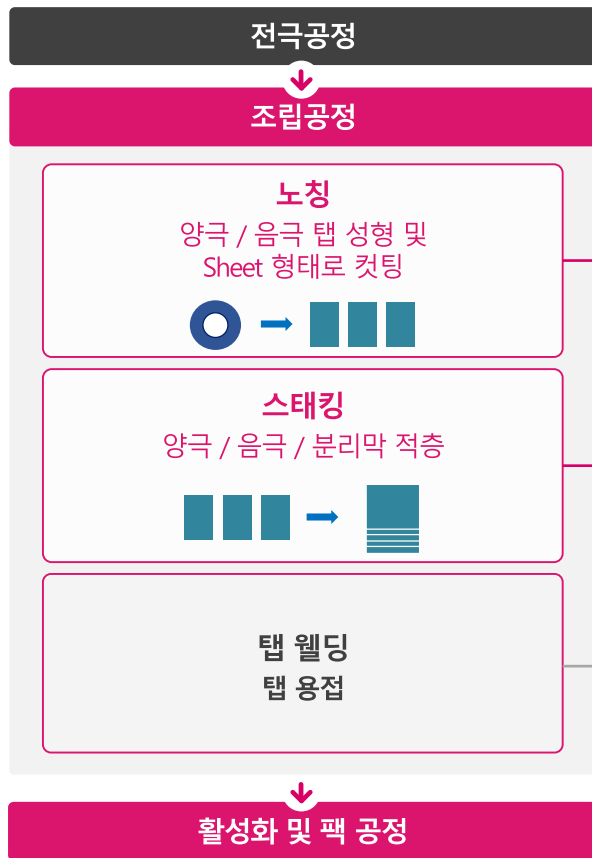 전극공정
조립공정
노칭
양극 / 음극 탭 성형 및
Sheet 형태로 컷팅
스태킹
양극 / 음극 / 분리막 적층
탭 웰딩
탭 용접
활성화 및 팩 공정